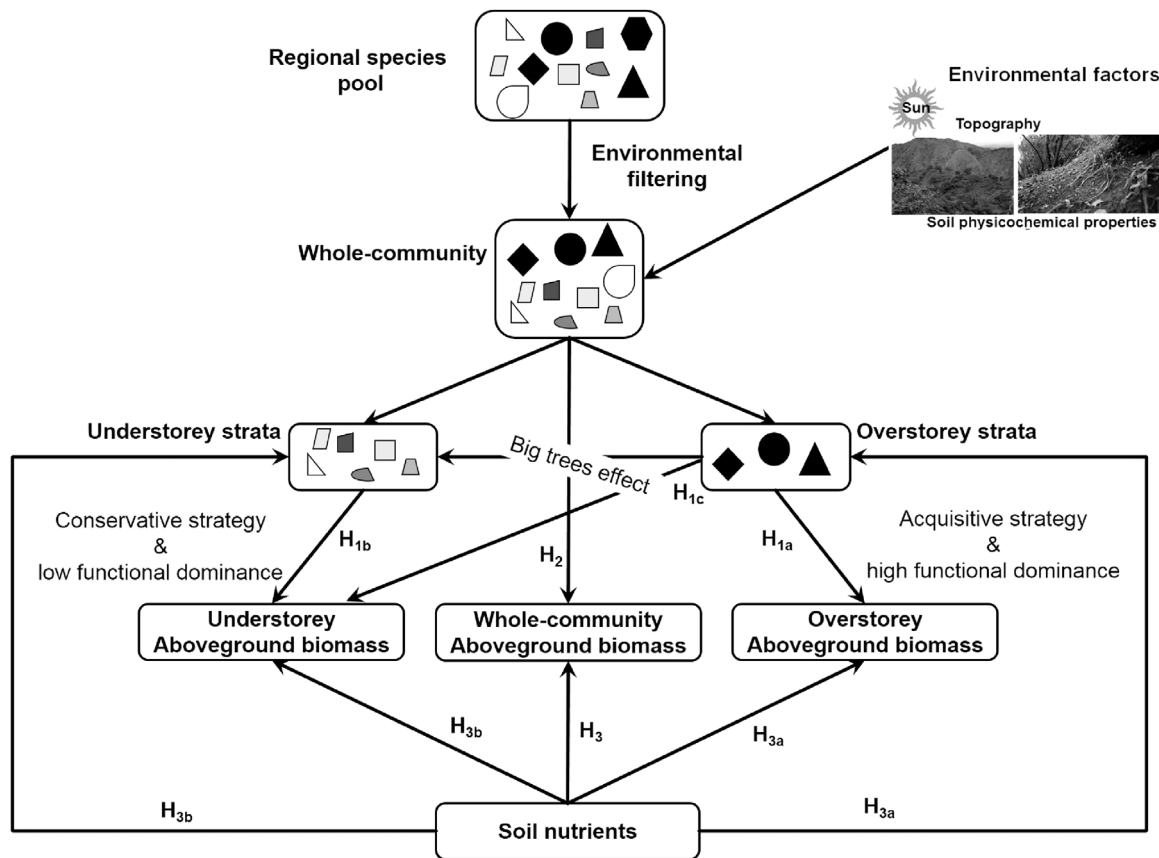 Regional species
pool
Environmental factors
Sun
Topography
Soil physicochemical properties
Environmental
filtering
Whole-community
Understorey strata
Overstorey strata
Big trees effect
H1c
Conservative strategy
&
low functional dominance
H1b
H2
H1a
Acquisitive strategy
&
high functional dominance
Understorey
Aboveground biomass
Whole-community
Aboveground biomass
Overstorey
Aboveground biomass
H3b
H3
H3a
H3b
H3a
Soil nutrients